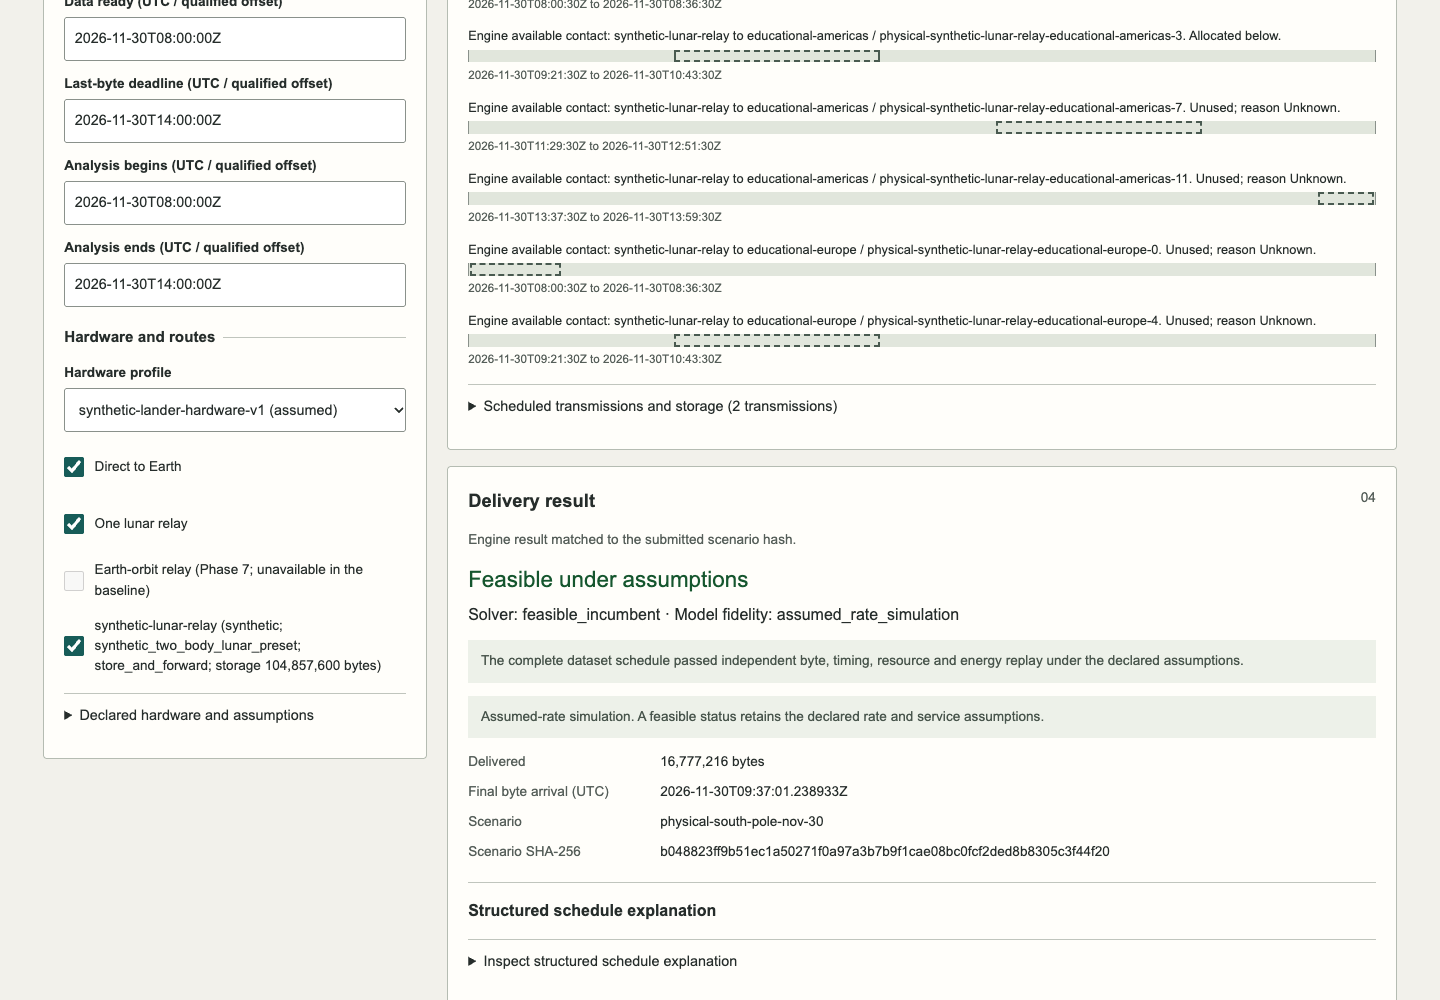 Data ready (UTC / qualified offset)
2026-11-30T08:00:00Z
Last-byte deadline (UTC / qualified offset)
2026-11-30T14:00:00Z
Analysis begins (UTC / qualified offset)
2026-11-30T08:00:00Z
Analysis ends (UTC / qualified offset)
2026-11-30T14:00:00Z
Hardware and routes
Hardware profile
synthetic-lander-hardware-v1 (assumed)
Direct to Earth
One lunar relay
Earth-orbit relay (Phase 7; unavailable in the
baseline)
synthetic-lunar-relay (synthetic;
synthetic_two_body_lunar_preset;
store_and_forward; storage 104,857,600 bytes)
Declared hardware and assumptions
2026-11-30T08:00:30Z to 2026-11-30T08:36:30Z
Engine available contact: synthetic-lunar-relay to educational-americas / physical-synthetic-lunar-relay-educational-americas-3. Allocated below.
2026-11-30T09:21:30Z to 2026-11-30T10:43:30Z
Engine available contact: synthetic-lunar-relay to educational-americas / physical-synthetic-lunar-relay-educational-americas-7. Unused; reason Unknown.
2026-11-30T11:29:30Z to 2026-11-30T12:51:30Z
Engine available contact: synthetic-lunar-relay to educational-americas / physical-synthetic-lunar-relay-educational-americas-11. Unused; reason Unknown.
2026-11-30T13:37:30Z to 2026-11-30T13:59:30Z
Engine available contact: synthetic-lunar-relay to educational-europe / physical-synthetic-lunar-relay-educational-europe-0. Unused; reason Unknown.
2026-11-30T08:00:30Z to 2026-11-30T08:36:30Z
Engine available contact: synthetic-lunar-relay to educational-europe / physical-synthetic-lunar-relay-educational-europe-4. Unused; reason Unknown.
2026-11-30T09:21:30Z to 2026-11-30T10:43:30Z
Scheduled transmissions and storage (2 transmissions)
Delivery result
04
Engine result matched to the submitted scenario hash.
Feasible under assumptions
Solver: feasible_incumbent · Model fidelity: assumed_rate_simulation
The complete dataset schedule passed independent byte, timing, resource and energy replay under the declared assumptions.
Assumed-rate simulation. A feasible status retains the declared rate and service assumptions.
Delivered 16,777,216 bytes
Final byte arrival (UTC) 2026-11-30T09:37:01.238933Z
Scenario physical-south-pole-nov-30
Scenario SHA-256 b048823ff9b51ec1a50271f0a97a3b7b9f1cae08bc0fcf2ded8b8305c3f44f20
Structured schedule explanation
Inspect structured schedule explanation